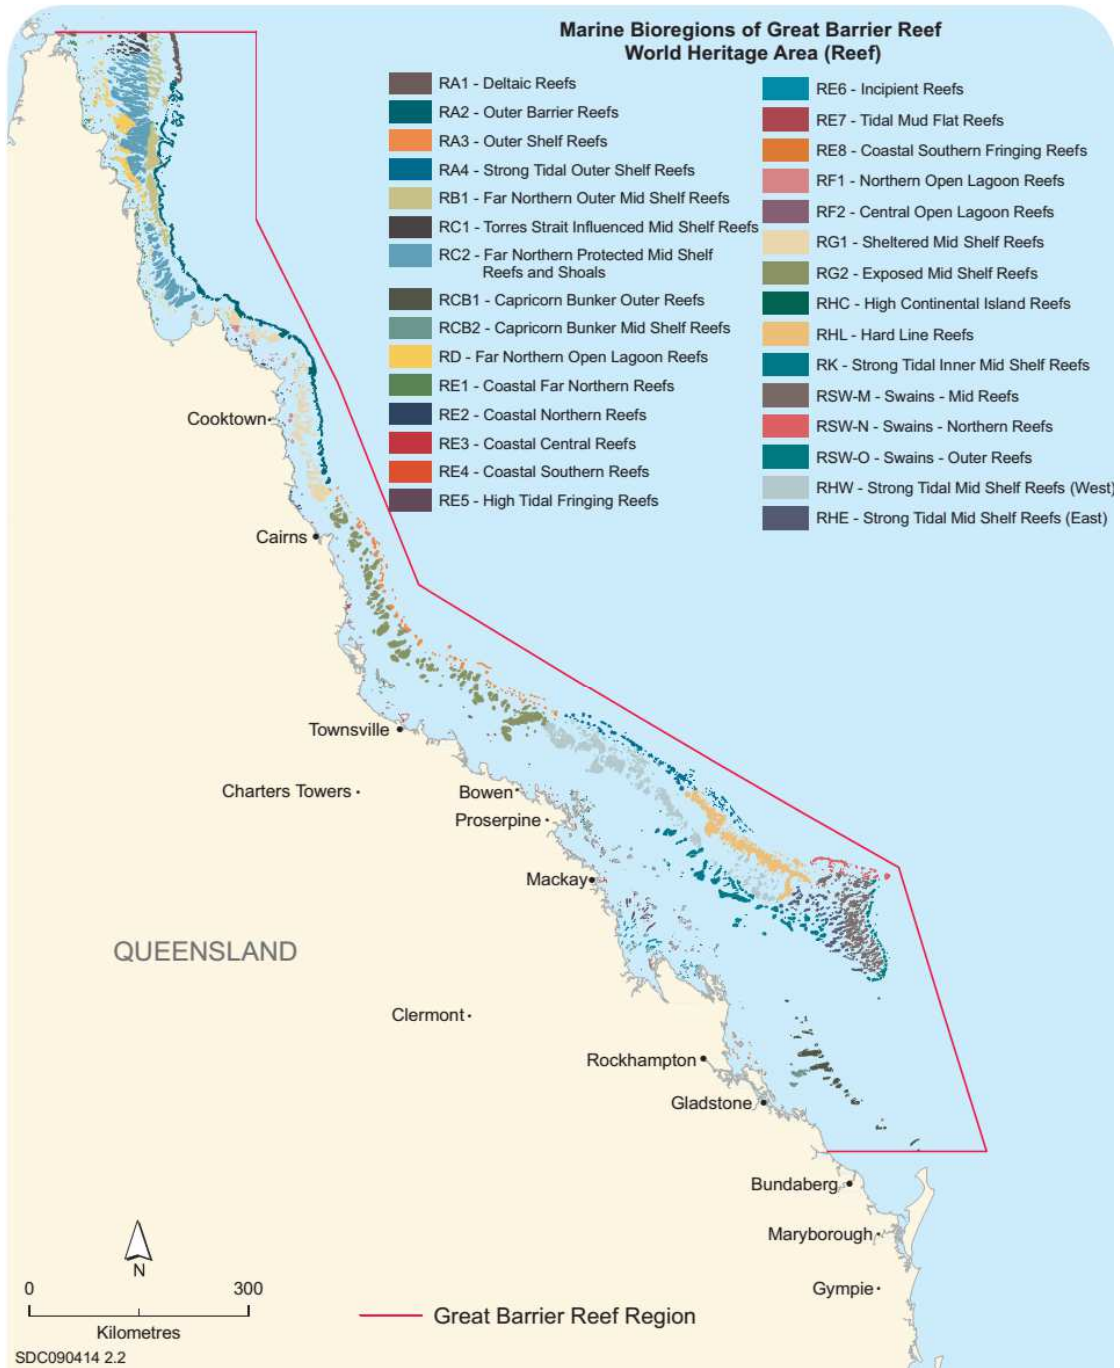 Marine Bioregions of Great Barrier Reef
World Heritage Area (Reef)
RA1 - Deltaic Reefs
RA2 - Outer Barrier Reefs
RA3 - Outer Shelf Reefs
RA4 - Strong Tidal Outer Shelf Reefs
RB1 - Far Northern Outer Mid Shelf Reefs
RC1 - Torres Strait Influenced Mid Shelf Reefs
RC2 - Far Northern Protected Mid Shelf
Reefs and Shoals
RCB1 - Capricorn Bunker Outer Reefs
RCB2 - Capricorn Bunker Mid Shelf Reefs
RD - Far Northern Open Lagoon Reefs
RE1 - Coastal Far Northern Reefs
RE2 - Coastal Northern Reefs
RE3 - Coastal Central Reefs
RE4 - Coastal Southern Reefs
RE5 - High Tidal Fringing Reefs
RE6 - Incipient Reefs
RE7 - Tidal Mud Flat Reefs
RE8 - Coastal Southern Fringing Reefs
RF1 - Northern Open Lagoon Reefs
RF2 - Central Open Lagoon Reefs
RG1 - Sheltered Mid Shelf Reefs
RG2 - Exposed Mid Shelf Reefs
RHC - High Continental Island Reefs
RHL - Hard Line Reefs
RK - Strong Tidal Inner Mid Shelf Reefs
RSW-M - Swains - Mid Reefs
RSW-N - Swains - Northern Reefs
RSW-O - Swains - Outer Reefs
RHW - Strong Tidal Mid Shelf Reefs (West)
RHE - Strong Tidal Mid Shelf Reefs (East)
Cooktown
Cairns
Townsville
Charters Towers
Bowen
Proserpine
Mackay
QUEENSLAND
Clermont
Rockhampton
Gladstone
Bundaberg
Maryborough
Gympie
N
0 300
Kilometres
Great Barrier Reef Region
SDC090414 2.2